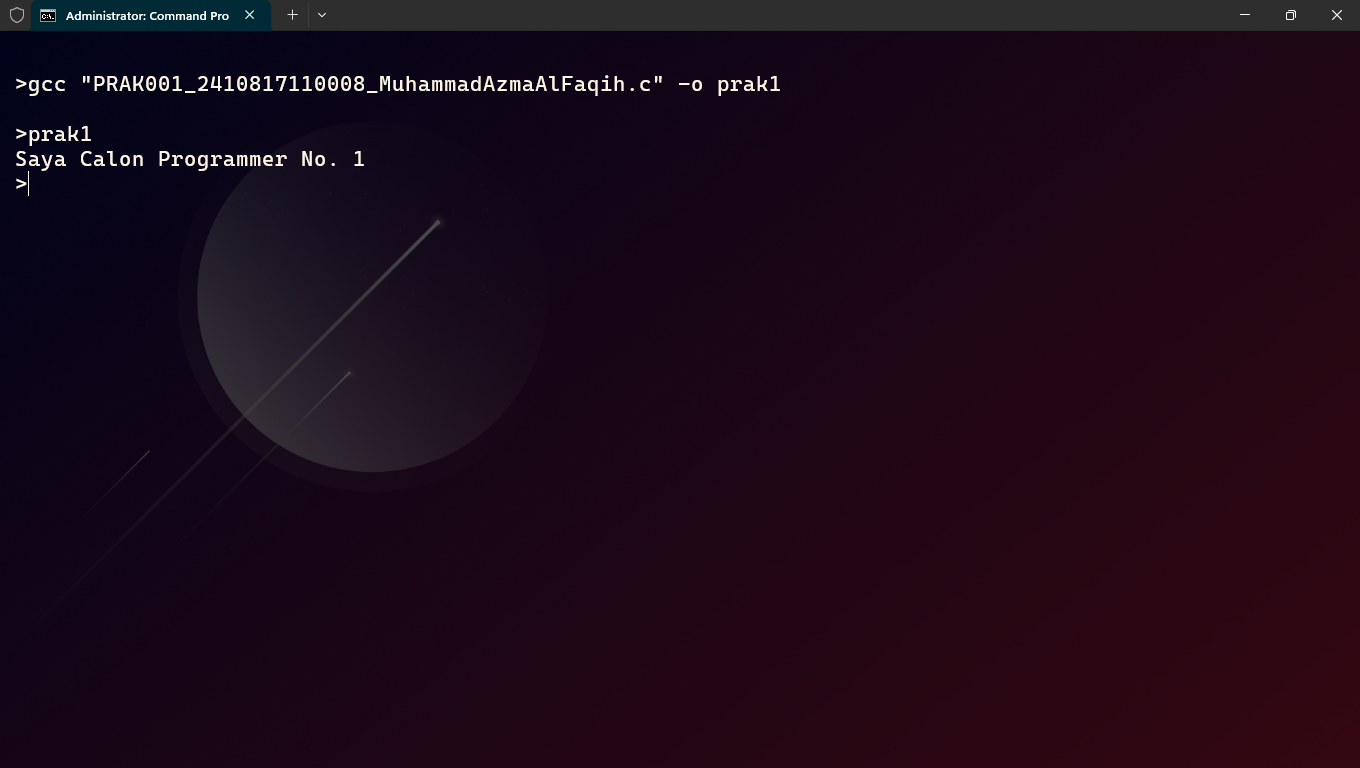 Administrator: Command Pro
>gcc "PRAK001_2410817110008_MuhammadAzmaAlFaqih.c" -o prak1
>prak1
Saya Calon Programmer No. 1
>